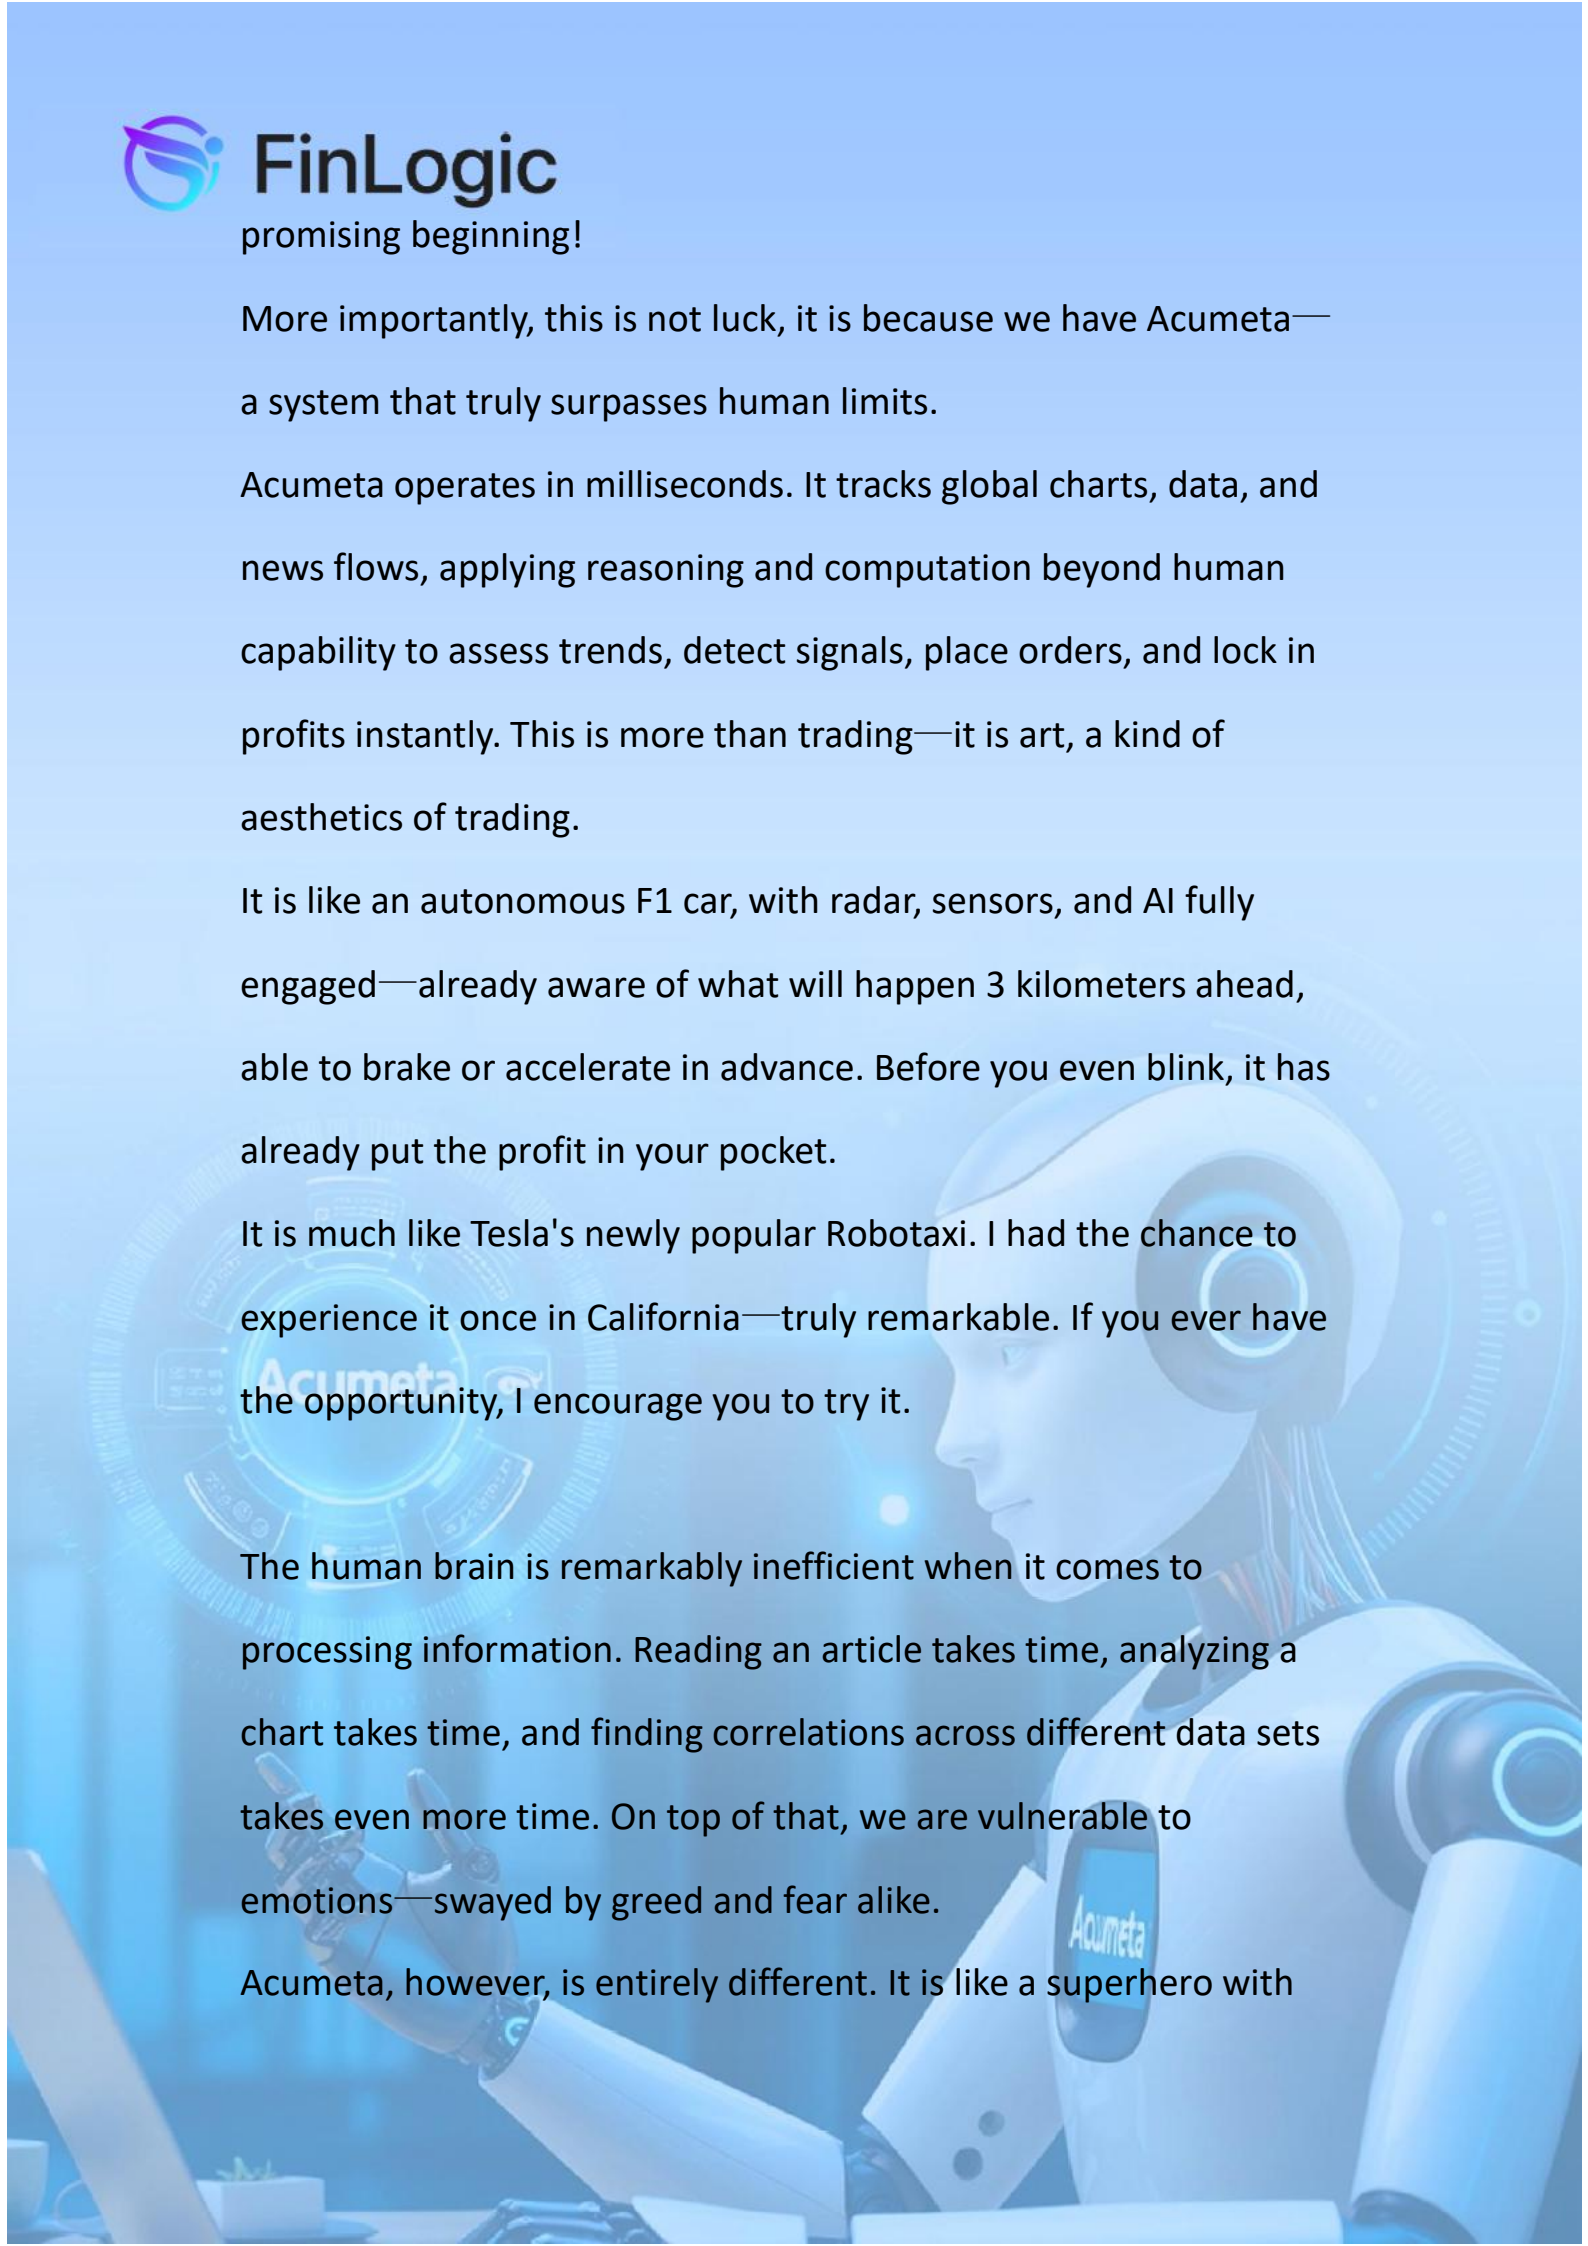 FinLogic
promising beginning!
More importantly, this is not luck, it is because we have Acumeta—
a system that truly surpasses human limits.
Acumeta operates in milliseconds. It tracks global charts, data, and
news flows, applying reasoning and computation beyond human
capability to assess trends, detect signals, place orders, and lock in
profits instantly. This is more than trading—it is art, a kind of
aesthetics of trading.
It is like an autonomous F1 car, with radar, sensors, and AI fully
engaged—already aware of what will happen 3 kilometers ahead,
able to brake or accelerate in advance. Before you even blink, it has
already put the profit in your pocket.
It is much like Tesla's newly popular Robotaxi. I had the chance to
experience it once in California—truly remarkable. If you ever have
Acumeta
the opportunity, I encourage you to try it.
The human brain is remarkably inefficient when it comes to
processing information. Reading an article takes time, analyzing a
chart takes time, and finding correlations across different data sets
takes even more time. On top of that, we are vulnerable to
emotions—swayed by greed and fear alike.
Acumeta
Acumeta, however, is entirely different. It is like a superhero with